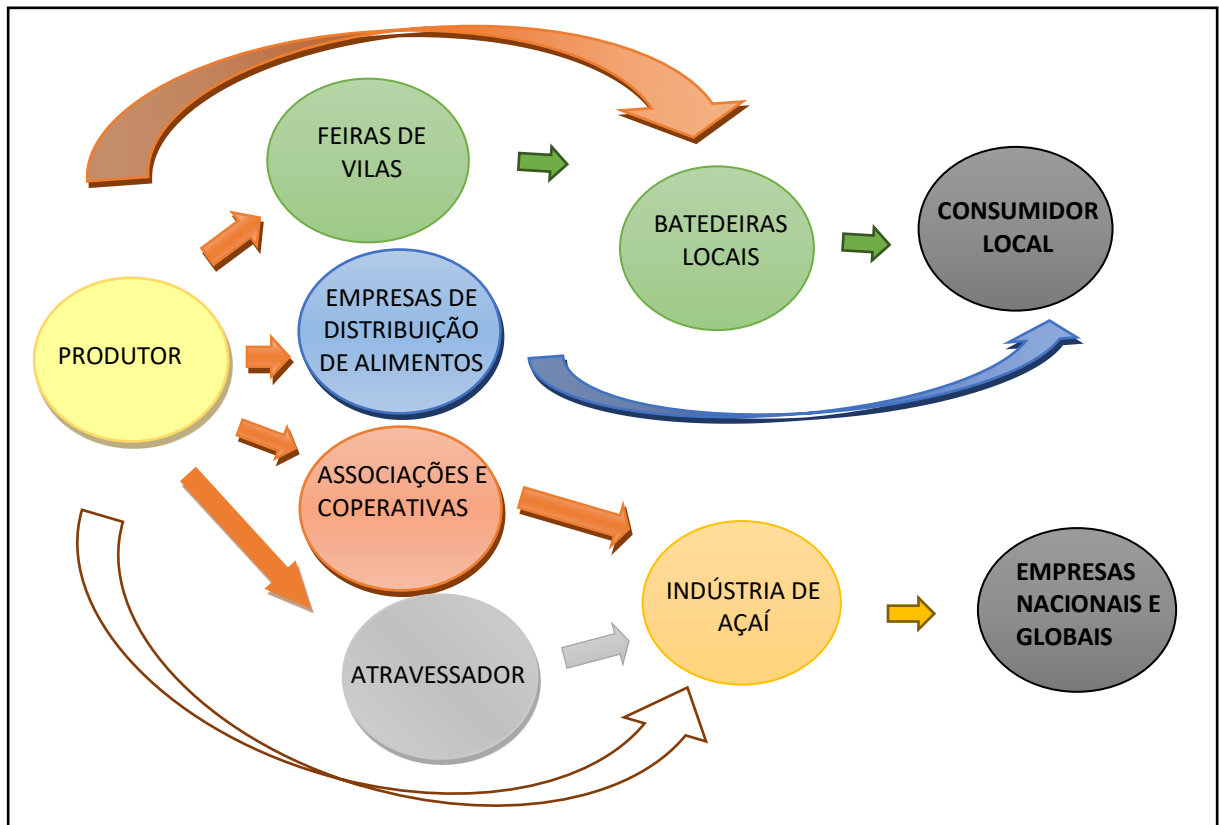 FEIRAS DE
VILAS
BATEDEIRAS
LOCAIS
CONSUMIDOR
LOCAL
PRODUTOR
EMPRESAS DE
DISTRIBUIÇÃO
DE ALIMENTOS
ASSOCIAÇÕES E
COPERATIVAS
ATRAVESSADOR
INDÚSTRIA DE
AÇAÍ
EMPRESAS
NACIONAIS E
GLOBAIS